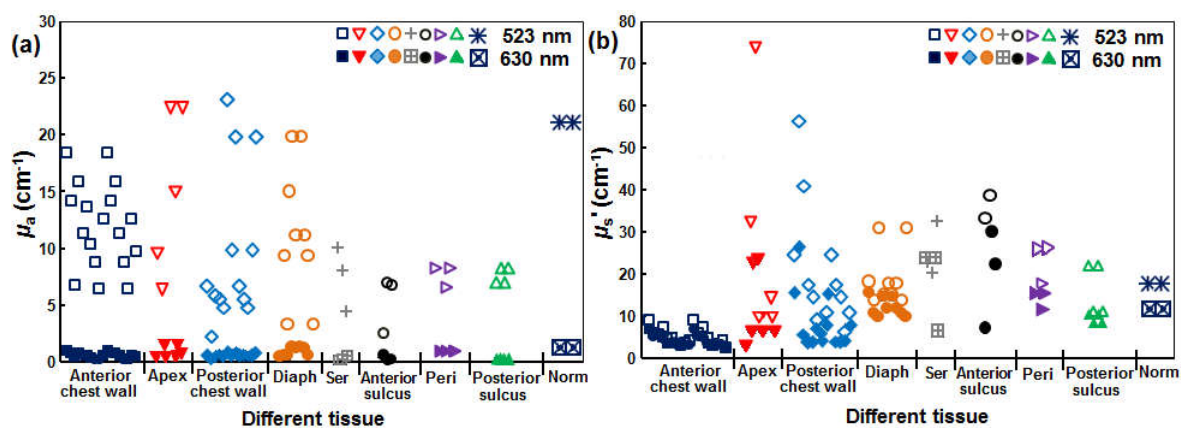 (a)
30
25
20
15
10
5
0
μa (cm-1)
523 nm
630 nm
Anterior chest wall
Apex
Posterior chest wall
Diaph
Ser
Anterior sulcus
Peri
Posterior sulcus
Norm
Different tissue
(b)
80
70
60
50
40
30
20
10
0
μs' (cm-1)
523 nm
630 nm
Anterior chest wall
Apex
Posterior chest wall
Diaph
Ser
Anterior sulcus
Peri
Posterior sulcus
Norm
Different tissue